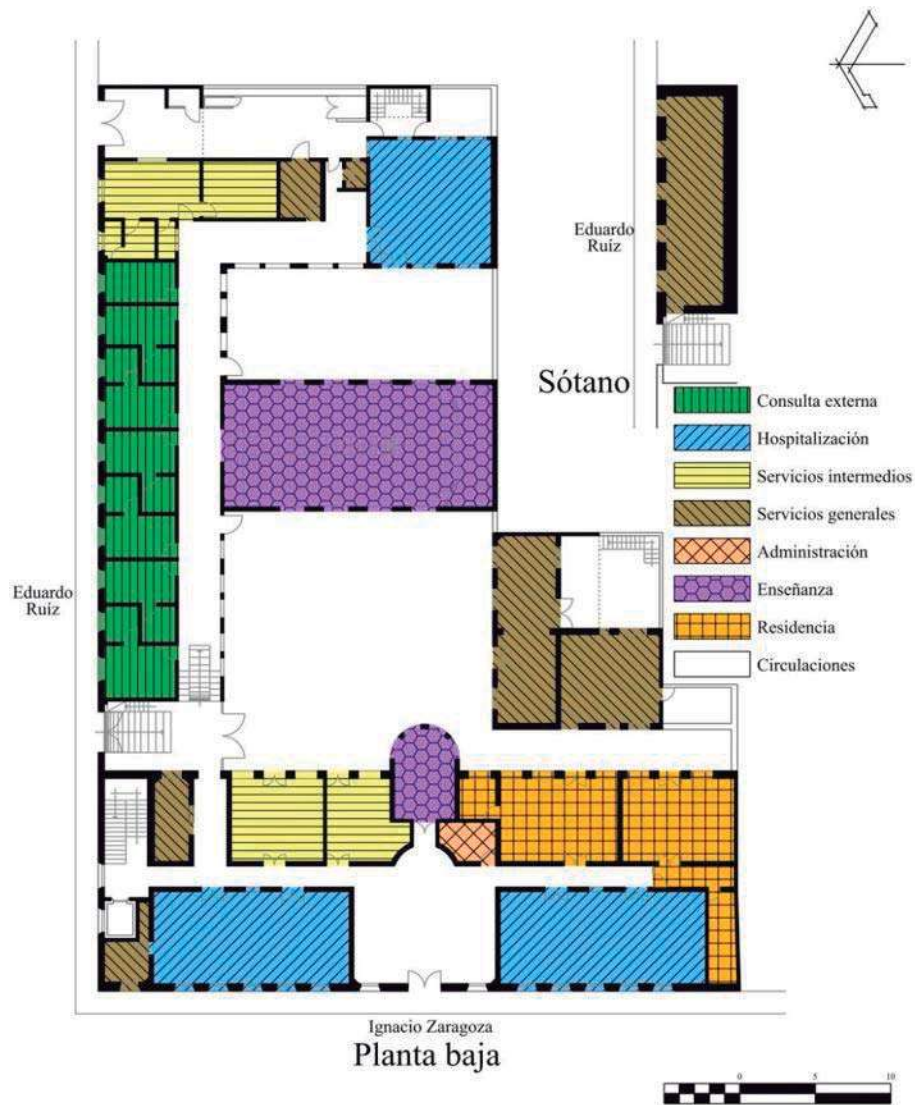 Eduardo
Ruíz
Sótano
Consulta externa
Hospitalización
Servicios intermedios
Servicios generales
Administración
Enseñanza
Residencia
Circulaciones
Eduardo
Ruíz
Ignacio Zaragoza
Planta baja
0 5 10